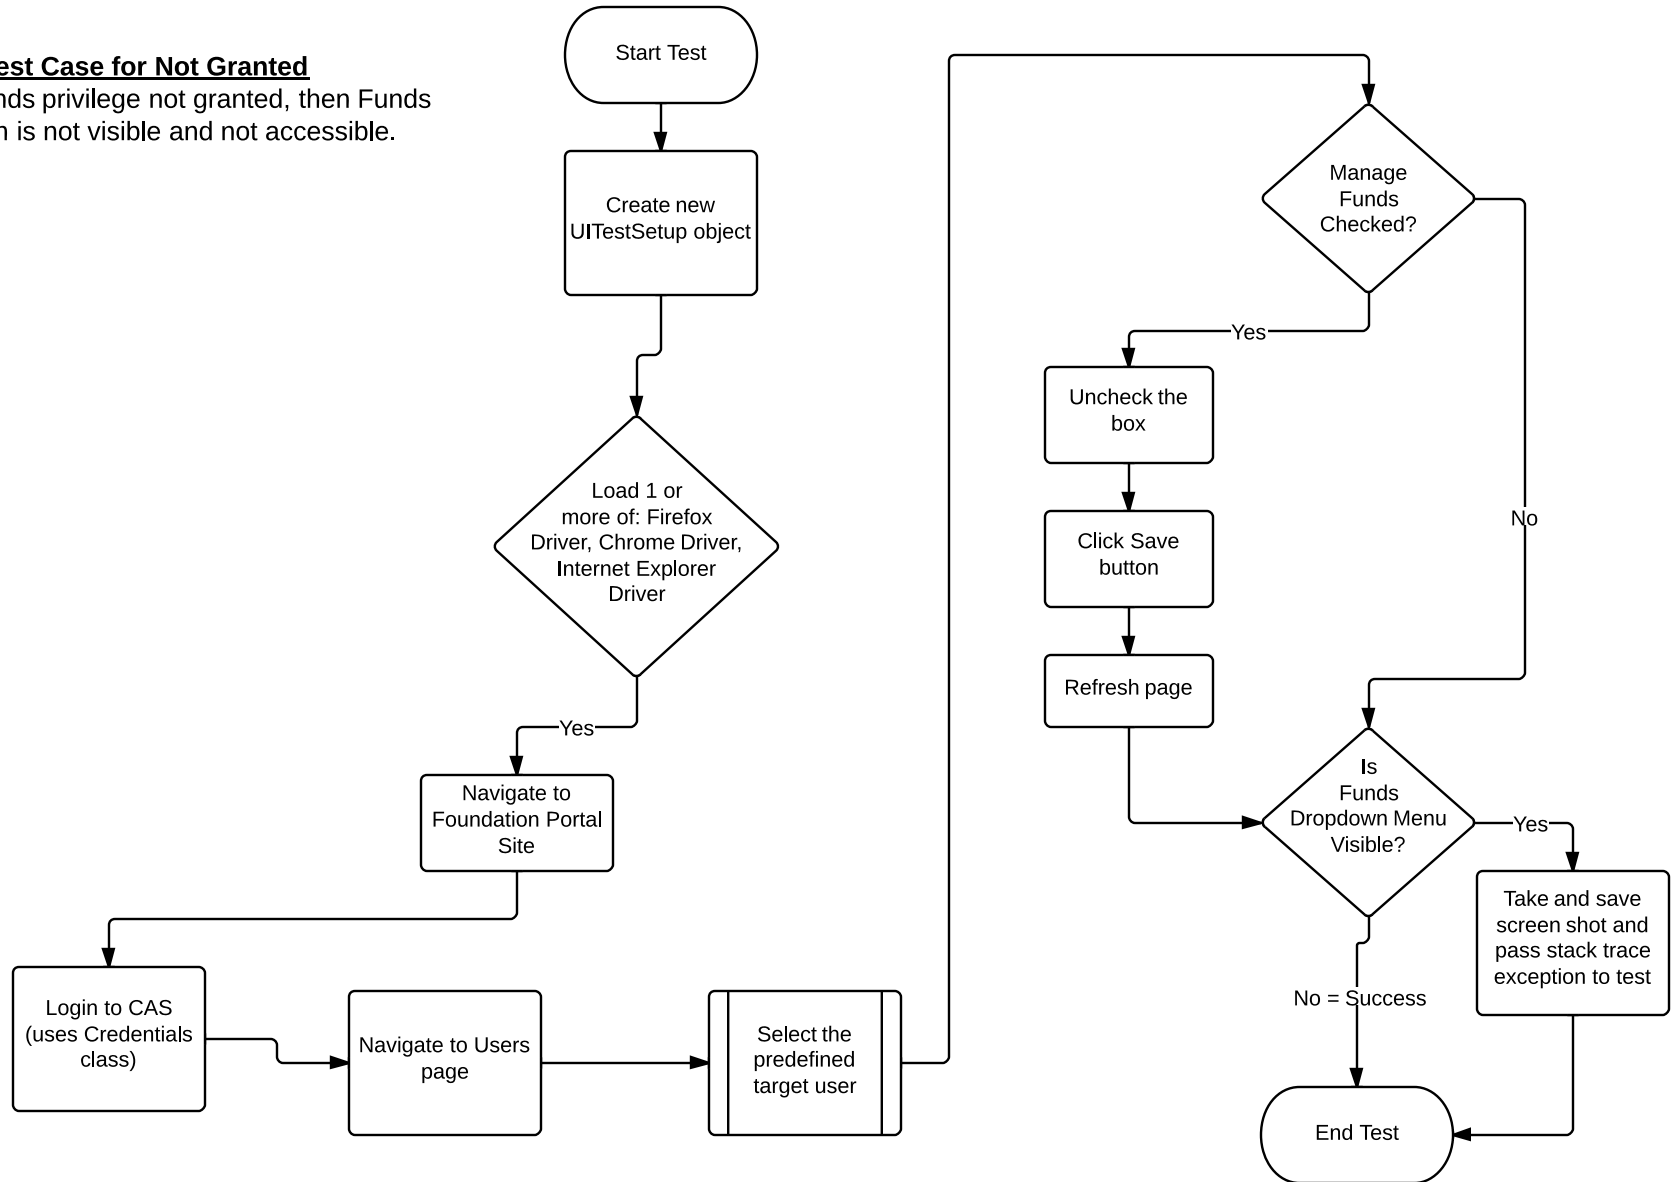 est Case for Not Granted
nds privilege not granted, then Funds
n is not visible and not accessible.
Start Test
Create new
UITestSetup object
Load 1 or
more of: Firefox
Driver, Chrome Driver,
Internet Explorer
Driver
Yes
Navigate to
Foundation Portal
Site
Login to CAS
(uses Credentials
class)
Navigate to Users
page
Select the
predefined
target user
Manage
Funds
Checked?
Yes
Uncheck the
box
Click Save
button
Refresh page
No
Is
Funds
Dropdown Menu
Visible?
Yes
Take and save
screen shot and
pass stack trace
exception to test
No = Success
End Test